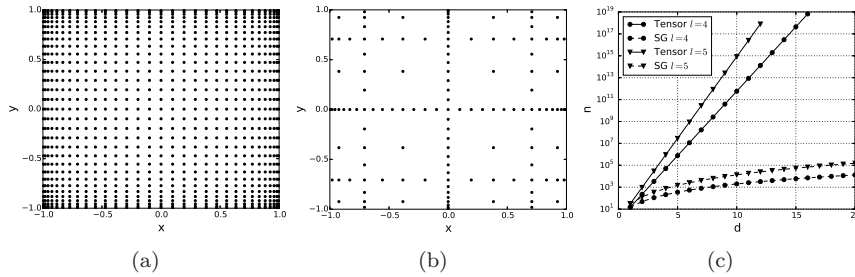 1.0
0.5
0.0
−0.5
−1.0
y
−1.0 −0.5 0.0 0.5 1.0
x
(a)
1.0
0.5
0.0
−0.5
−1.0
y
−1.0 −0.5 0.0 0.5 1.0
x
(b)
Tensor l=4
SG l=4
Tensor l=5
SG l=5
10^19
10^17
10^15
10^13
10^11
10^9
10^7
10^5
10^3
10^1
n
0 5 10 15 20
d
(c)